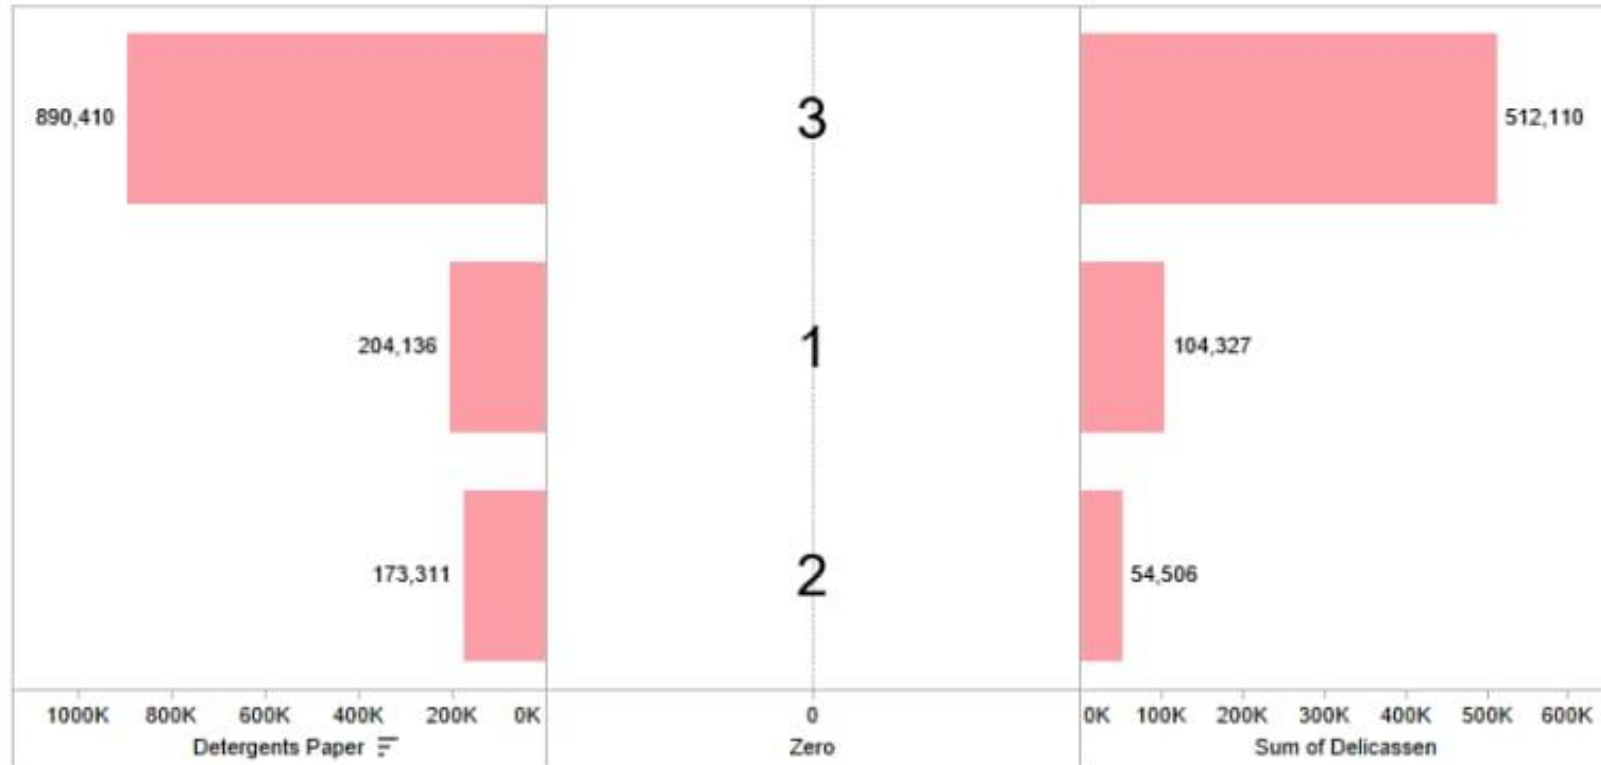 890,410 3 512,110
204,136 1 104,327
173,311 2 54,506
1000K 800K 600K 400K 200K 0K 0 0K 100K 200K 300K 400K 500K 600K
Detergents Paper Zero Sum of Delicassen